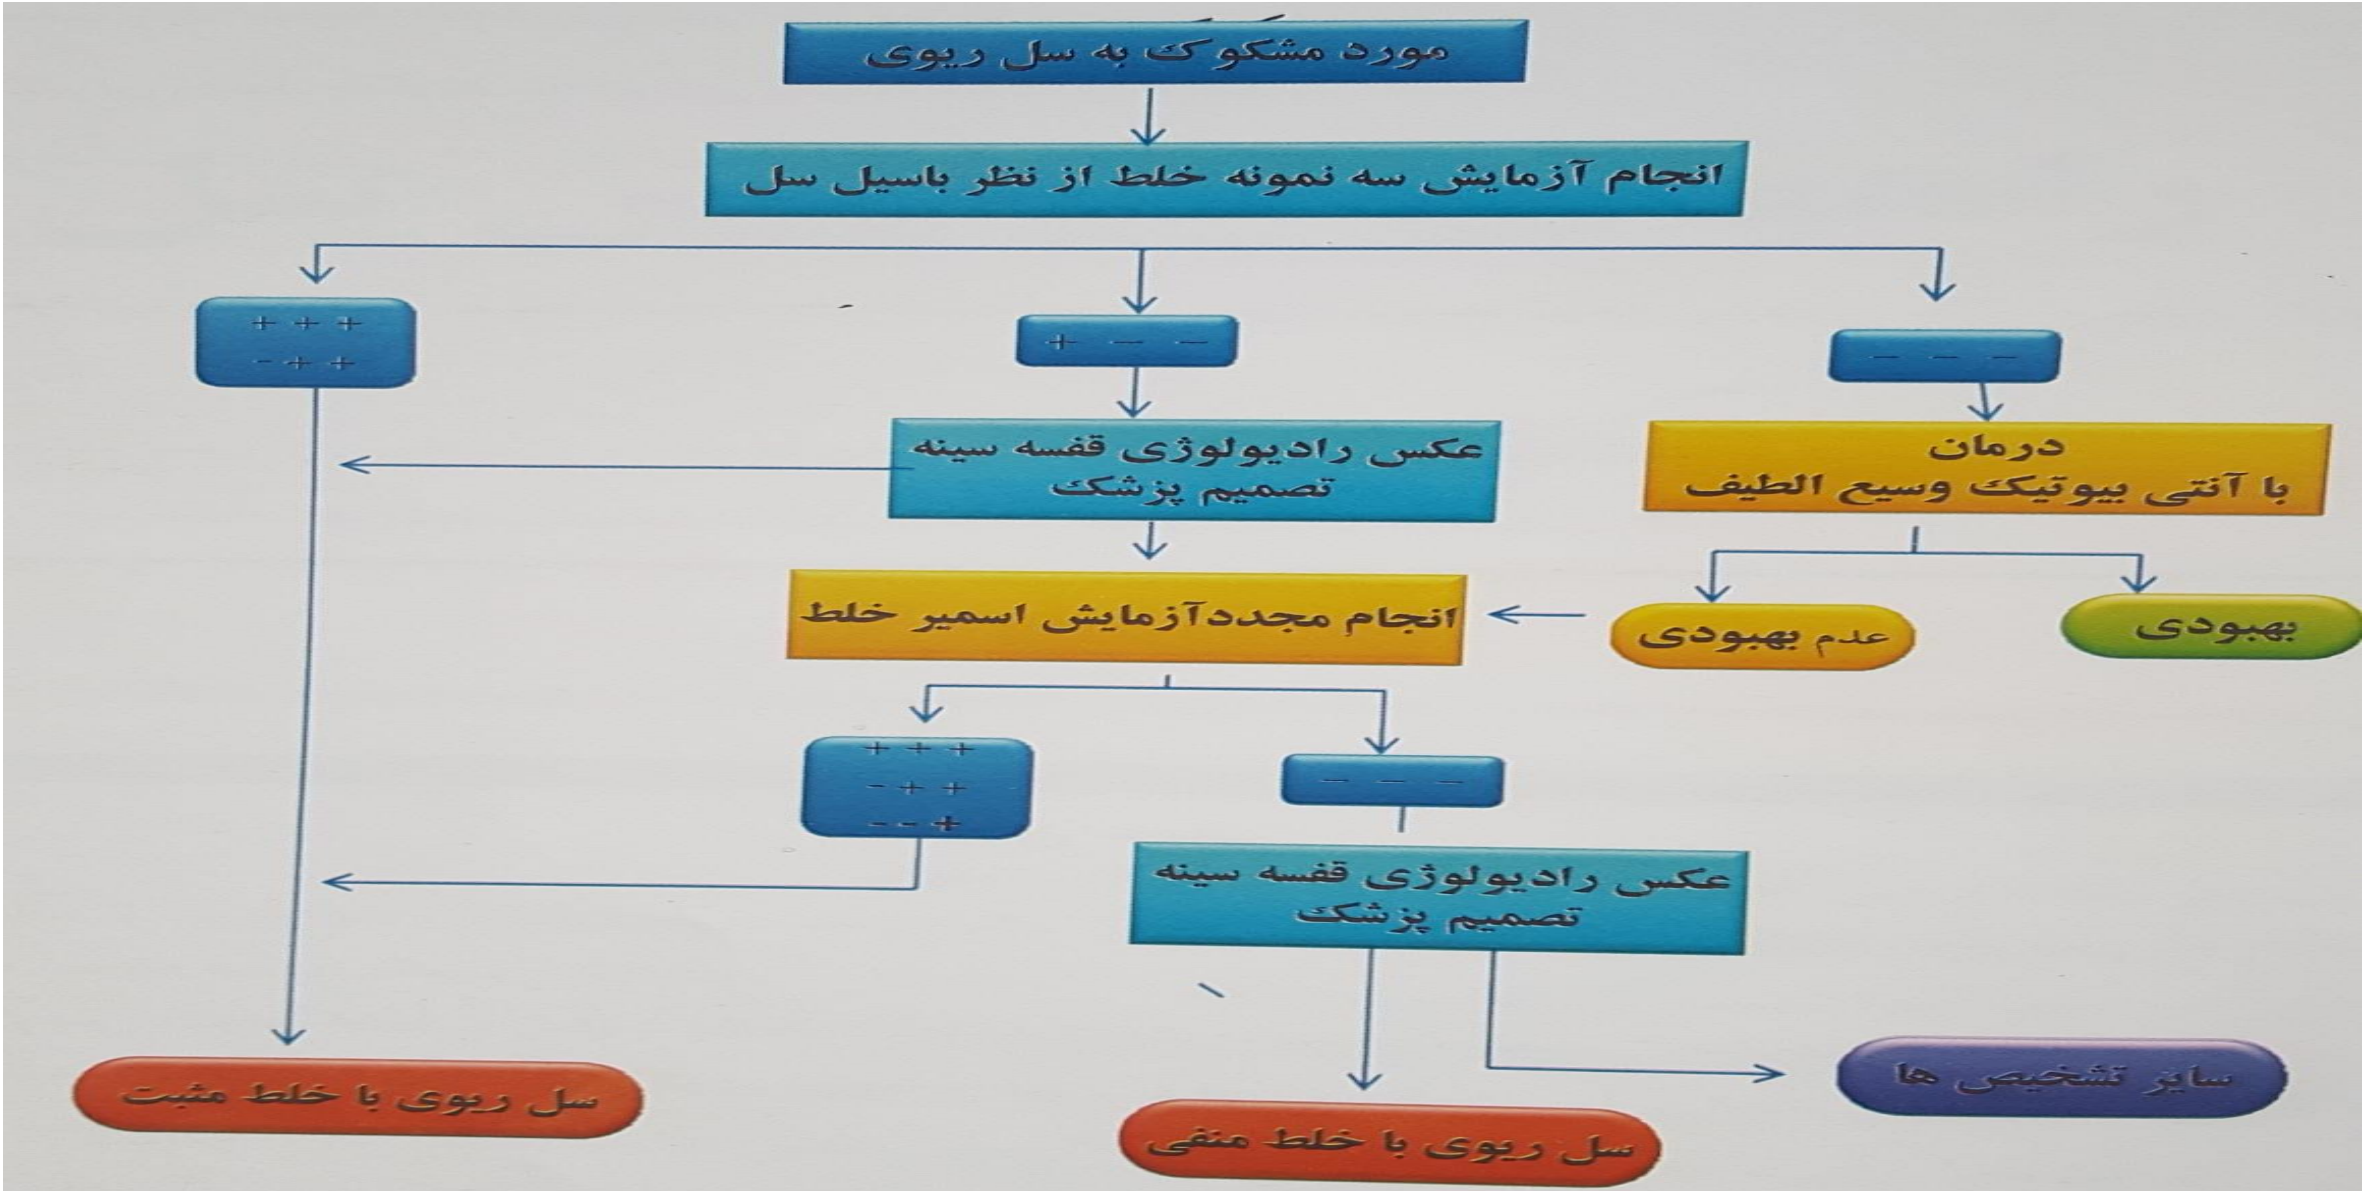 مورد مشکوک به سل ریوی
انجام آزمایش سه نمونه خلط از نظر باسیل سل
- - -
+ - -
+ + +
- + +
درمان
با آنتی بیوتیک وسیع الطیف
عکس رادیولوژی قفسه سینه
تصمیم پزشک
بهبودی
عدم بهبودی
انجام مجدد آزمایش اسمیر خلط
- - -
+ + +
- + +
- - +
عکس رادیولوژی قفسه سینه
تصمیم پزشک
سایر تشخیص ها
سل ریوی با خلط منفی
سل ریوی با خلط مثبت